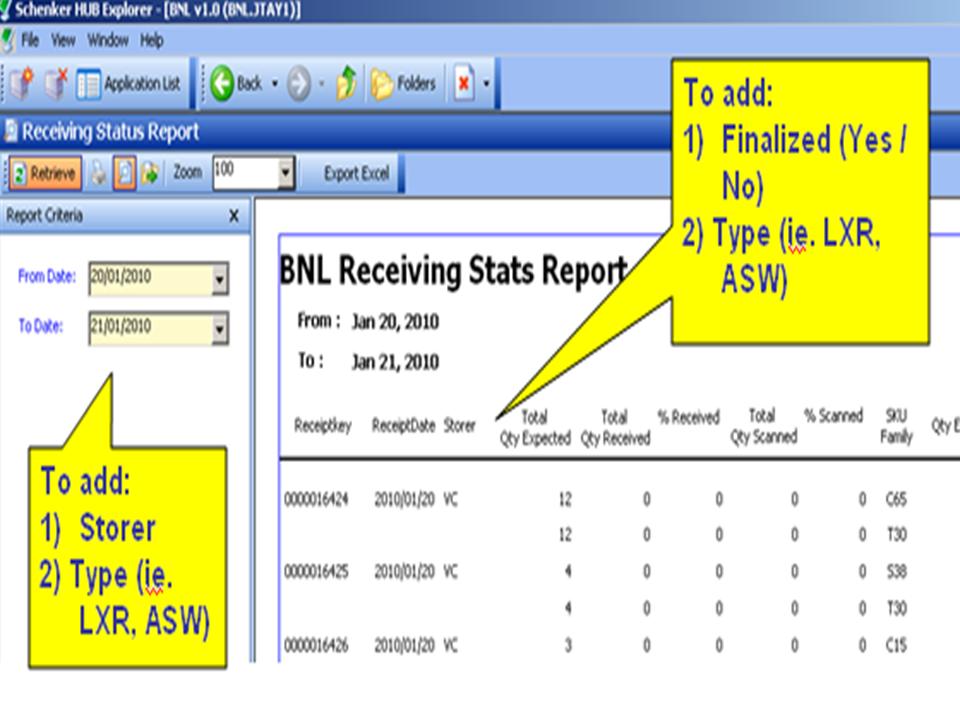 Schenker HUB Explorer - [BNL v1.0 (BNL.JTAY1)]
File View Window Help
Application List Back Folders
Receiving Status Report
Retrieve Zoom 100 Export Excel
Report Criteria X
From Date: 20/01/2010
To Date: 21/01/2010
To add:
1) Storer
2) Type (ie.
LXR, ASW)
To add:
1) Finalized (Yes /
No)
2) Type (ie. LXR,
ASW)
BNL Receiving Stats Report
From : Jan 20, 2010
To : Jan 21, 2010
Total Total % Received Total % Scanned SKU
Receiptkey ReceiptDate Storer Qty Expected Qty Received Qty Scanned Family Qty E
0000016424 2010/01/20 VC 12 0 0 0 0 C65
12 0 0 0 0 T30
0000016425 2010/01/20 VC 4 0 0 0 0 S38
4 0 0 0 0 T30
0000016426 2010/01/20 VC 3 0 0 0 0 C15